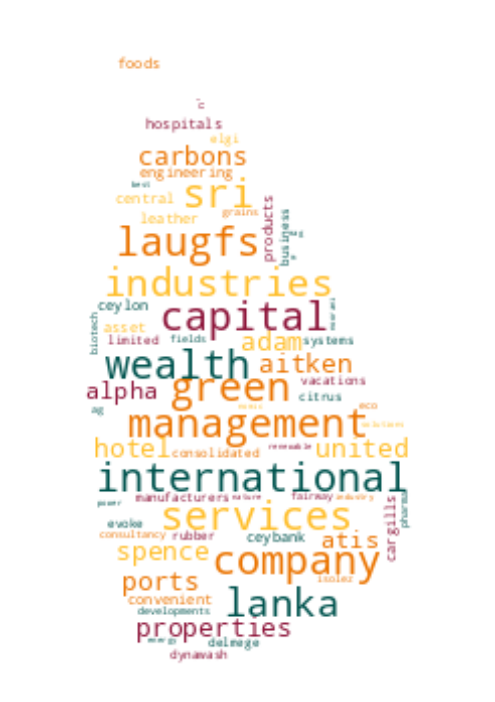 foods
c
hospitals
elgi
carbons
engineering
best
sri
central
products
grains
leather
business
laugfs
industries
ceylon
capital
biotech
asset
limited
fields
adam
systems
wealth
aitken
green
vacations
alpha
citrus
ag
eco
management
hotel
consolidated
renewable
united
international
manufacturers
nature
fairway
industry
power
pharma
services
cargills
evoke
consultancy
rubber
ceybank
atis
spence
company
ports
isolez
convenient
lanka
developments
properties
energy
delmege
dynawash